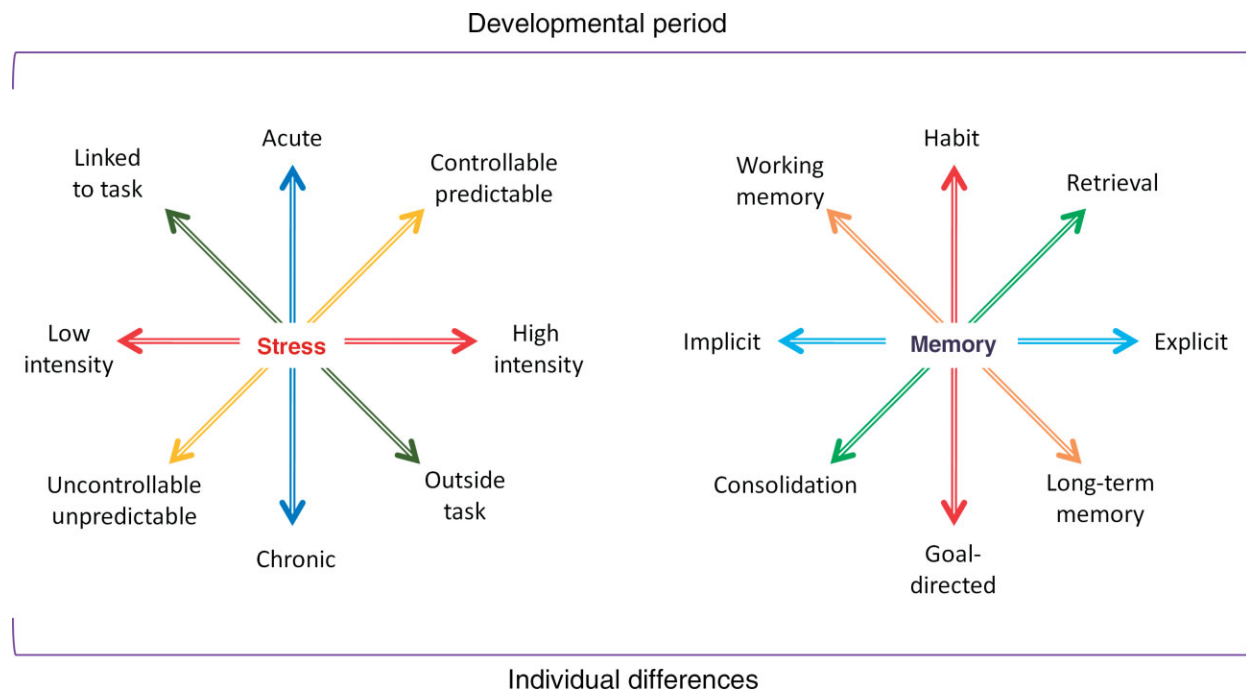 Developmental period
Acute
Linked
to task
Controllable
predictable
Low
intensity
Stress
High
intensity
Uncontrollable
unpredictable
Outside
task
Chronic
Habit
Working
memory
Retrieval
Implicit
Memory
Explicit
Consolidation
Long-term
memory
Goal-
directed
Individual differences